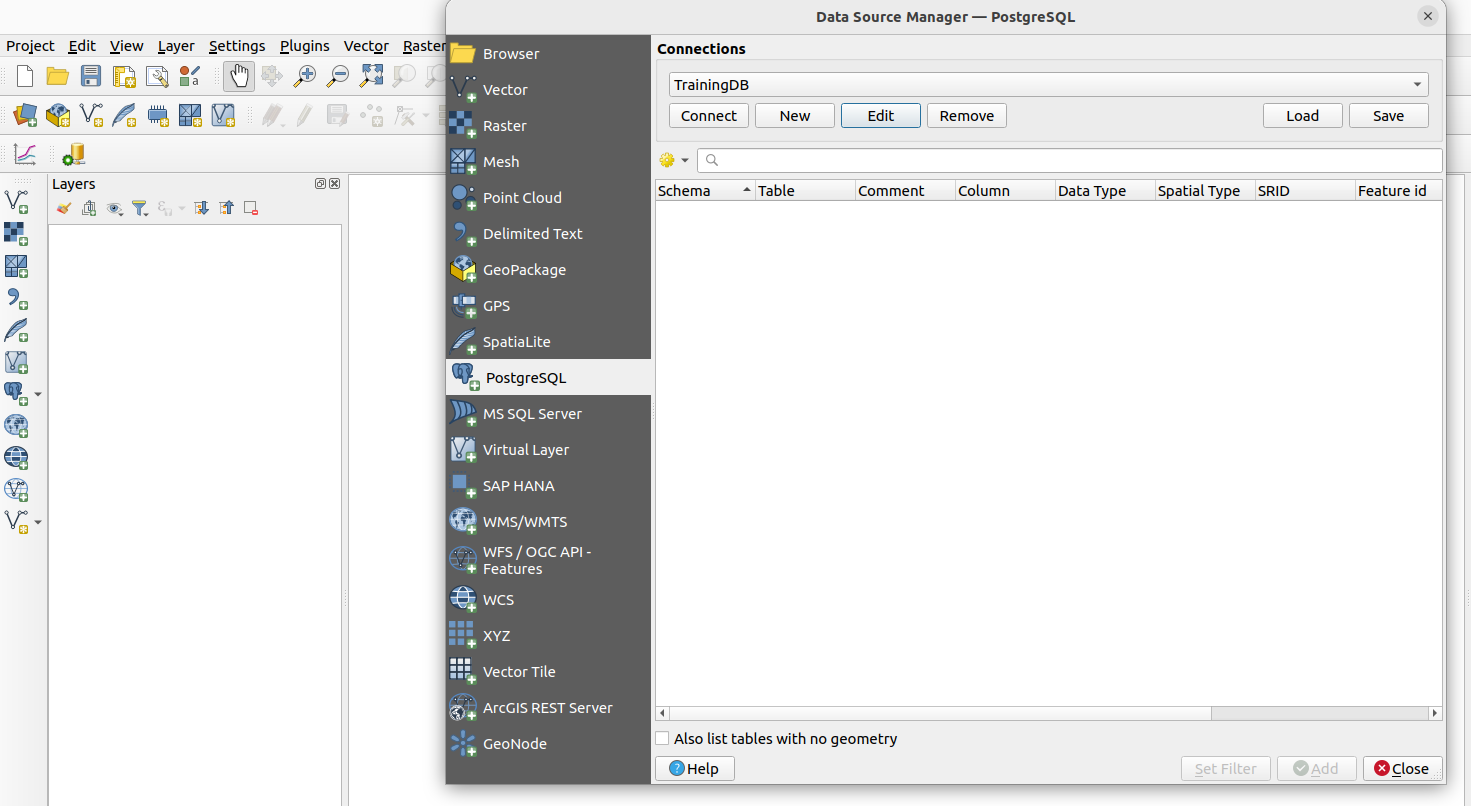 Data Source Manager — PostgreSQL
Project Edit View Layer Settings Plugins Vector Raster
Layers
Browser
Vector
Raster
Mesh
Point Cloud
Delimited Text
GeoPackage
GPS
SpatiaLite
PostgreSQL
MS SQL Server
Virtual Layer
SAP HANA
WMS/WMTS
WFS / OGC API -
Features
WCS
XYZ
Vector Tile
ArcGIS REST Server
GeoNode
Connections
TrainingDB
Connect New Edit Remove Load Save
Schema Table Comment Column Data Type Spatial Type SRID Feature id
Also list tables with no geometry
Help Set Filter Add Close